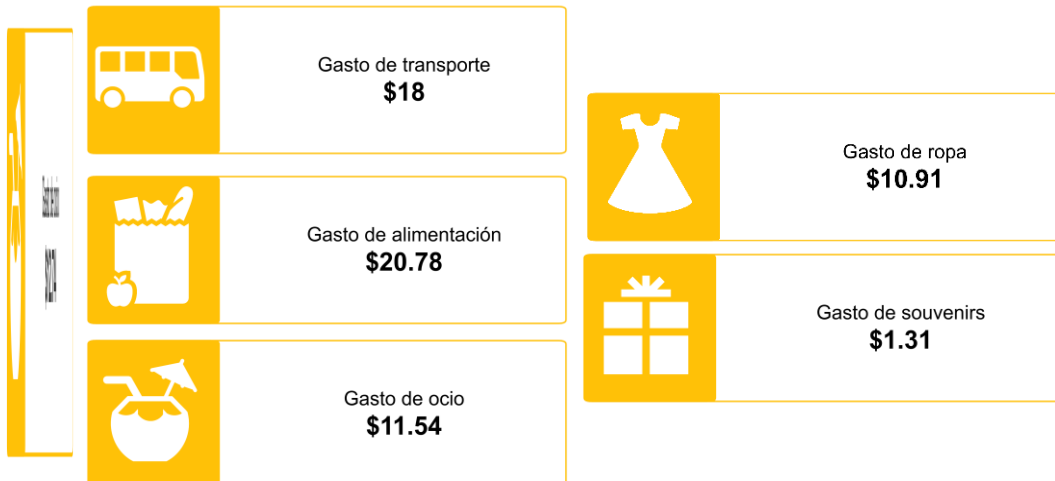 Gasto de transporte
$18
Gasto de alimentación
$20.78
Gasto de ocio
$11.54
Gasto de ropa
$10.91
Gasto de souvenirs
$1.31